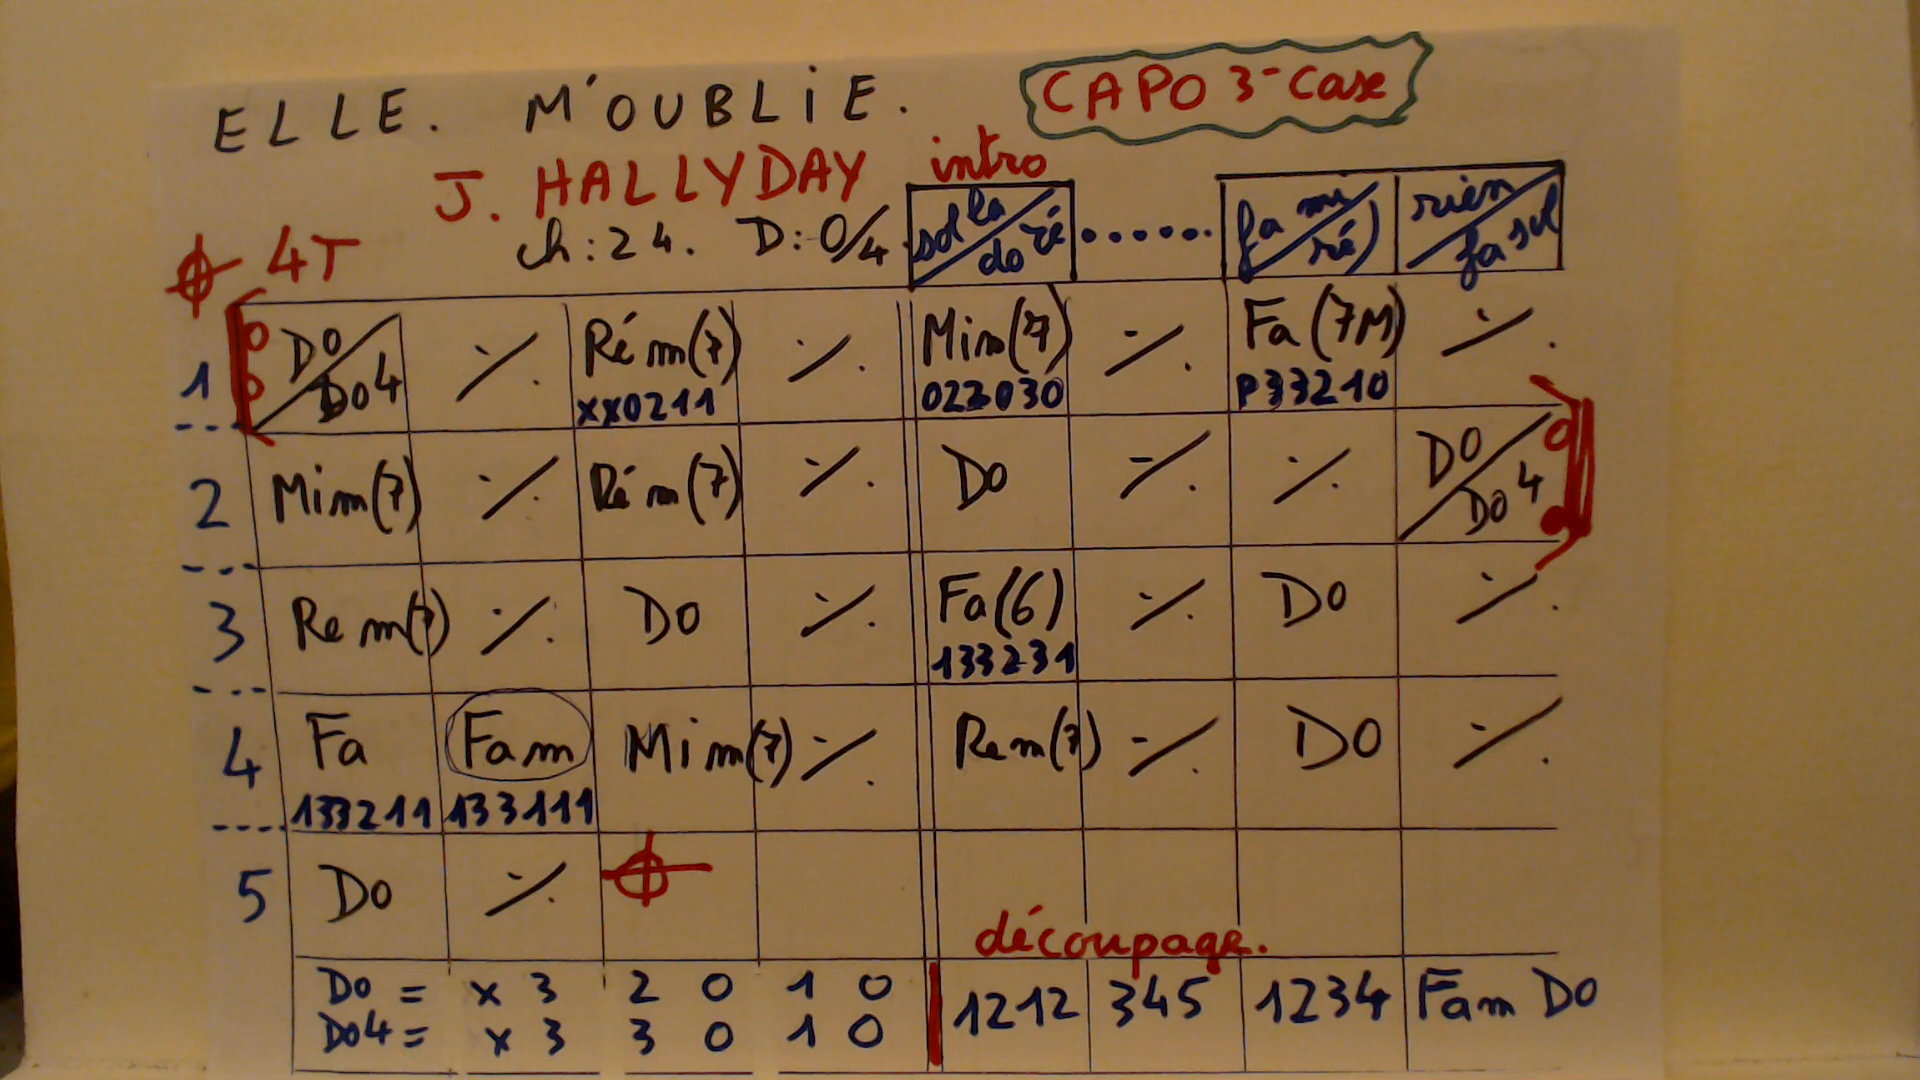 ELLE. M'OUBLIE. CAPO 3 - Case
J. HALLYDAY intro
4T ch: 24. D: 0/4 sol la / do ré ...... fa mi / ré) rien / fa sol
1 Do / Do4 ٪ Rém(7) ٪ Mim(7) ٪ Fa(7M) ٪
xx0211 022030 P33210
2 Mim(7) ٪ Rém(7) ٪ Do ٪ ٪ Do / Do4
3 Rem(7) ٪ Do ٪ Fa(6) ٪ Do ٪
133231
4 Fa Fam Mim(7) ٪ Rem(7) ٪ Do ٪
133211 133111
5 Do ٪
découpage.
Do = x 3 2 0 1 0 1212 345 1234 Fam Do
Do4 = x 3 3 0 1 0